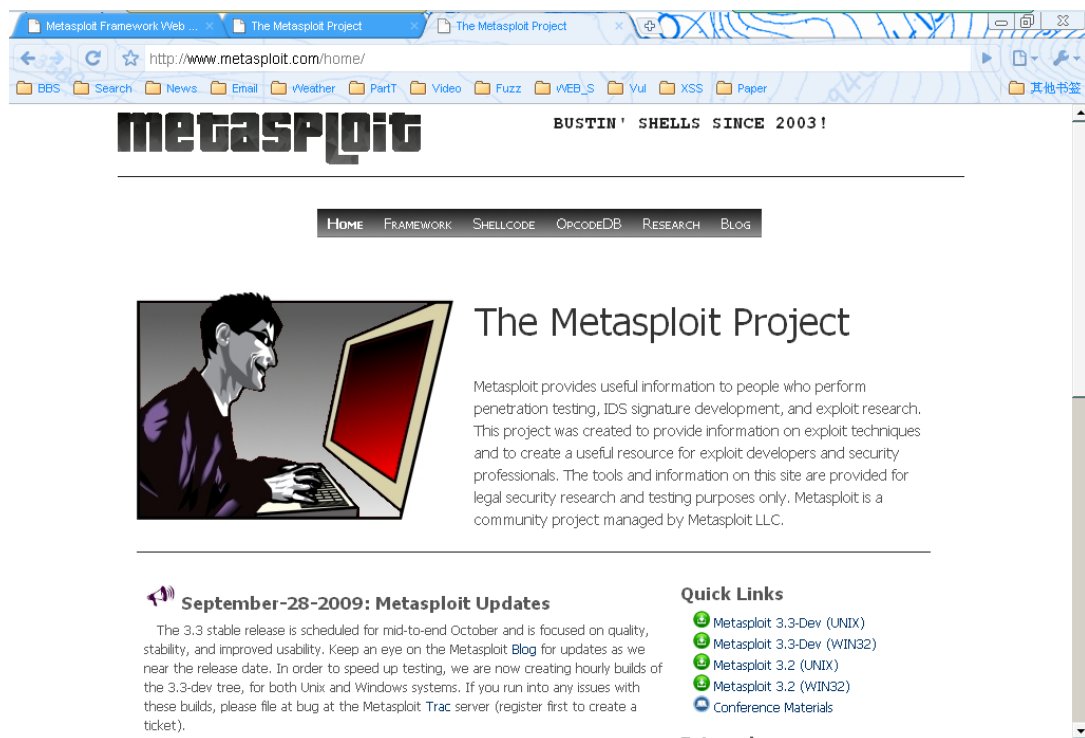 Metasploit Framework Web ...
The Metasploit Project
The Metasploit Project
http://www.metasploit.com/home/
BBS Search News Email Weather PartT Video Fuzz WEB_S Vul XSS Paper 其他书签
metasploit
BUSTIN' SHELLS SINCE 2003!
Home Framework Shellcode OpcodeDB Research Blog
The Metasploit Project
Metasploit provides useful information to people who perform
penetration testing, IDS signature development, and exploit research.
This project was created to provide information on exploit techniques
and to create a useful resource for exploit developers and security
professionals. The tools and information on this site are provided for
legal security research and testing purposes only. Metasploit is a
community project managed by Metasploit LLC.
September-28-2009: Metasploit Updates
The 3.3 stable release is scheduled for mid-to-end October and is focused on quality,
stability, and improved usability. Keep an eye on the Metasploit Blog for updates as we
near the release date. In order to speed up testing, we are now creating hourly builds of
the 3.3-dev tree, for both Unix and Windows systems. If you run into any issues with
these builds, please file at bug at the Metasploit Trac server (register first to create a
ticket).
Quick Links
Metasploit 3.3-Dev (UNIX)
Metasploit 3.3-Dev (WIN32)
Metasploit 3.2 (UNIX)
Metasploit 3.2 (WIN32)
Conference Materials